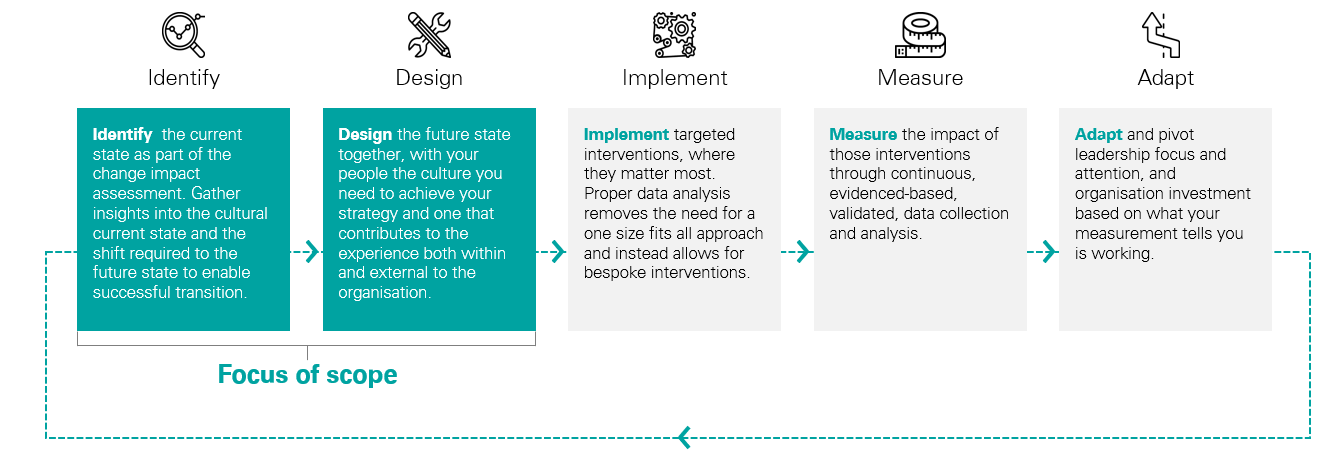 Identify
Design
Implement
Measure
Adapt
Identify the current
state as part of the
change impact
assessment. Gather
insights into the cultural
current state and the
shift required to the
future state to enable
successful transition.
Design the future state
together, with your
people the culture you
need to achieve your
strategy and one that
contributes to the
experience both within
and external to the
organisation.
Implement targeted
interventions, where
they matter most.
Proper data analysis
removes the need for a
one size fits all approach
and instead allows for
bespoke interventions.
Measure the impact of
those interventions
through continuous,
evidenced-based,
validated, data collection
and analysis.
Adapt and pivot
leadership focus and
attention, and
organisation investment
based on what your
measurement tells you
is working.
Focus of scope